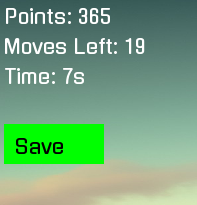 Points: 365
Moves Left: 19
Time: 7s
Save